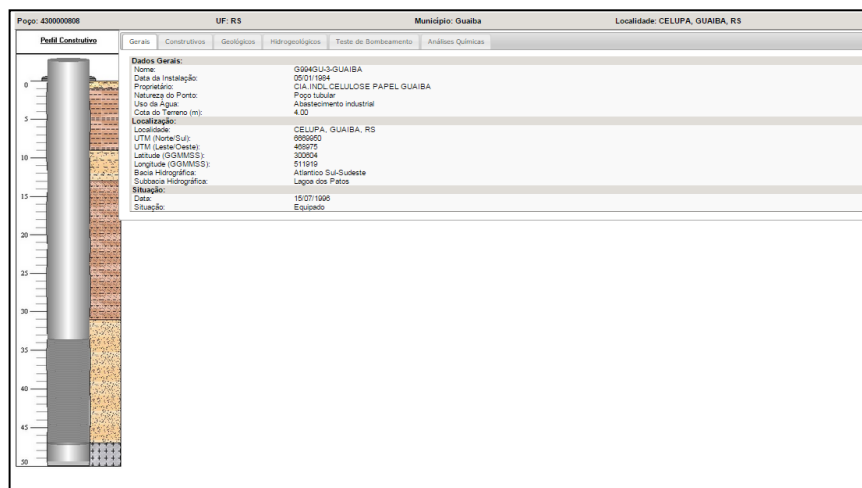 Poço: 4300000808 UF: RS Município: Guaíba Localidade: CELUPA, GUAIBA, RS
Perfil Construtivo
Gerais Construtivos Geológicos Hidrogeológicos Teste de Bombeamento Análises Químicas
Dados Gerais:
Nome: G994GU-3-GUAIBA
Data da Instalação: 05/01/1984
Proprietário: CIA.INDL.CELULOSE PAPEL GUAIBA
Natureza do Ponto: Poço tubular
Uso da Água: Abastecimento industrial
Cota do Terreno (m): 4.00
Localização:
Localidade: CELUPA, GUAIBA, RS
UTM (Norte/Sul): 6669950
UTM (Leste/Oeste): 468975
Latitude (GGMMSS): 300604
Longitude (GGMMSS): 511919
Bacia Hidrográfica: Atlantico Sul-Sudeste
Subbacia Hidrográfica: Lagoa dos Patos
Situação:
Data: 15/07/1996
Situação: Equipado
0
5
10
15
20
25
30
35
40
45
50